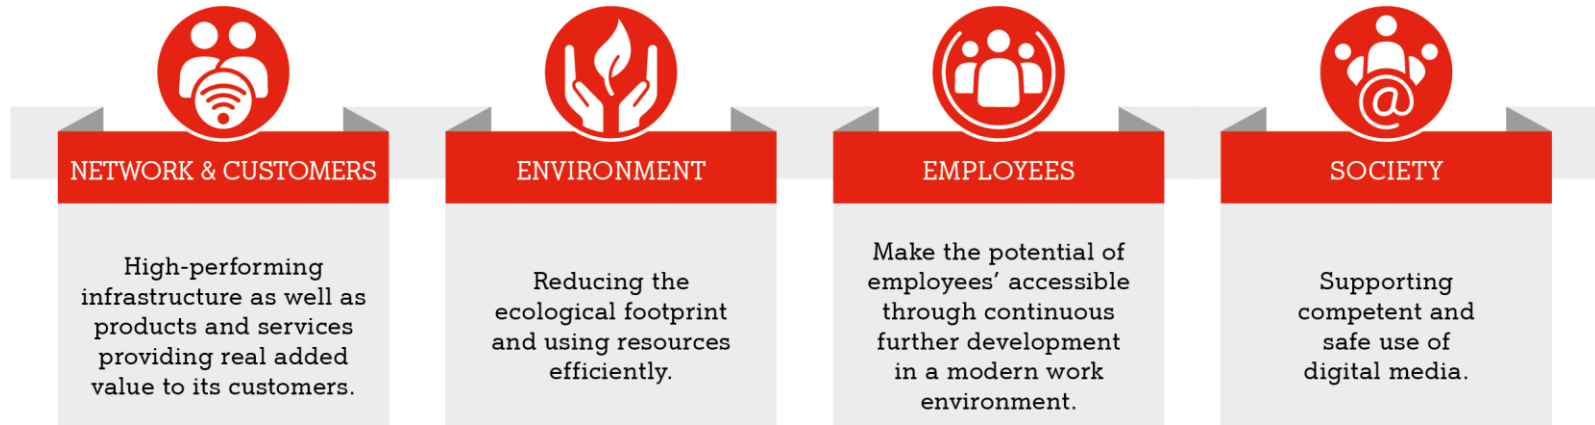 NETWORK & CUSTOMERS
High-performing
infrastructure as well as
products and services
providing real added
value to its customers.
ENVIRONMENT
Reducing the
ecological footprint
and using resources
efficiently.
EMPLOYEES
Make the potential of
employees’ accessible
through continuous
further development
in a modern work
environment.
SOCIETY
@
Supporting
competent and
safe use of
digital media.